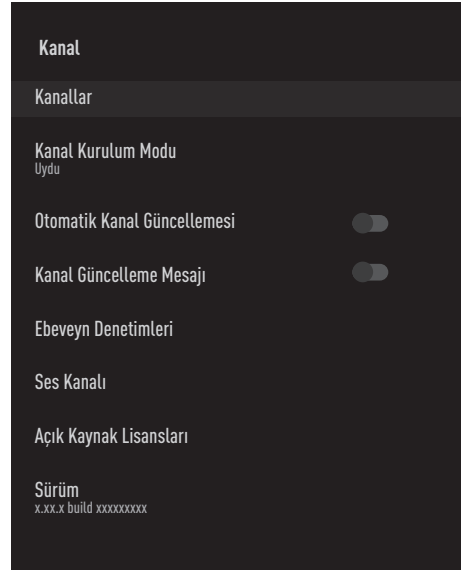 Kanal
Kanallar
Kanal Kurulum Modu
Uydu
Otomatik Kanal Güncellemesi
Kanal Güncelleme Mesajı
Ebeveyn Denetimleri
Ses Kanalı
Açık Kaynak Lisansları
Sürüm
x.xx.x build xxxxxxxxx